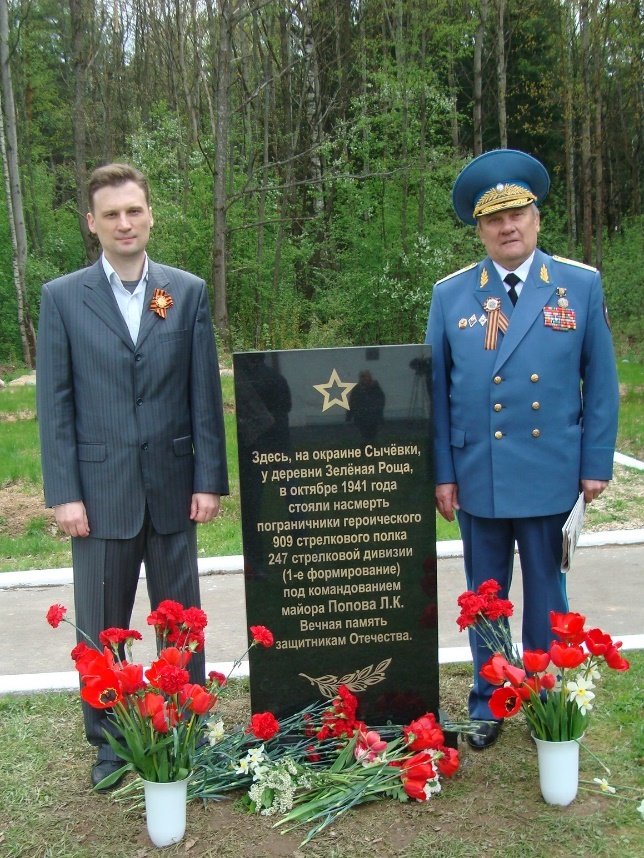 Здесь, на окраине Сычёвки,
у деревни Зелёная Роща,
в октябре 1941 года
стояли насмерть
пограничники героического
909 стрелкового полка
247 стрелковой дивизии
(1-е формирование)
под командованием
майора Попова Л.К.
Вечная память
защитникам Отечества.